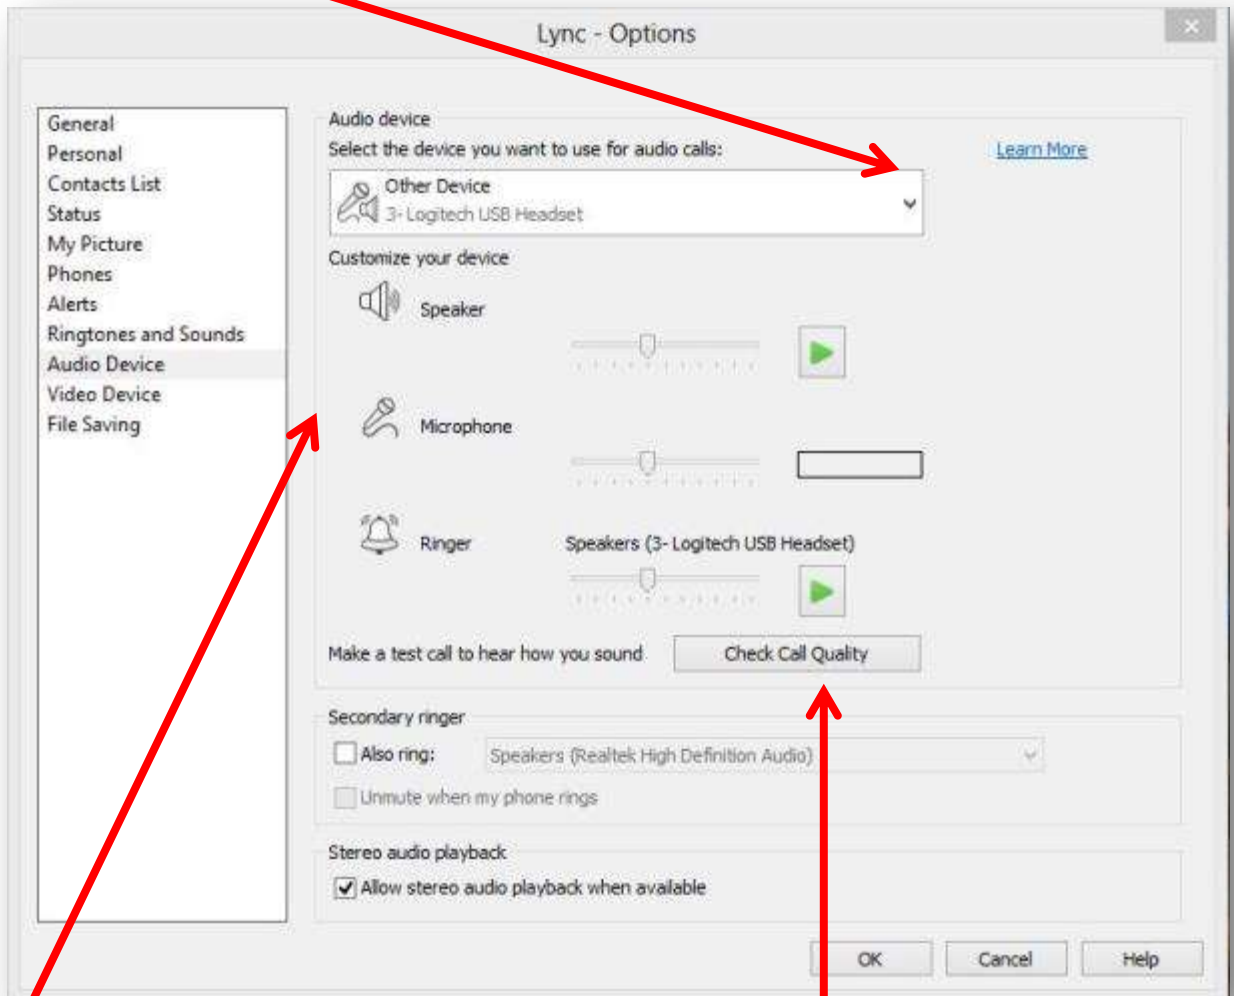 Lync - Options
General
Personal
Contacts List
Status
My Picture
Phones
Alerts
Ringtones and Sounds
Audio Device
Video Device
File Saving
Audio device
Select the device you want to use for audio calls:
Learn More
Other Device
3- Logitech USB Headset
Customize your device
Speaker
Microphone
Ringer
Speakers (3- Logitech USB Headset)
Make a test call to hear how you sound
Check Call Quality
Secondary ringer
Also ring:
Speakers (Realtek High Definition Audio)
Unmute when my phone rings
Stereo audio playback
Allow stereo audio playback when available
OK
Cancel
Help